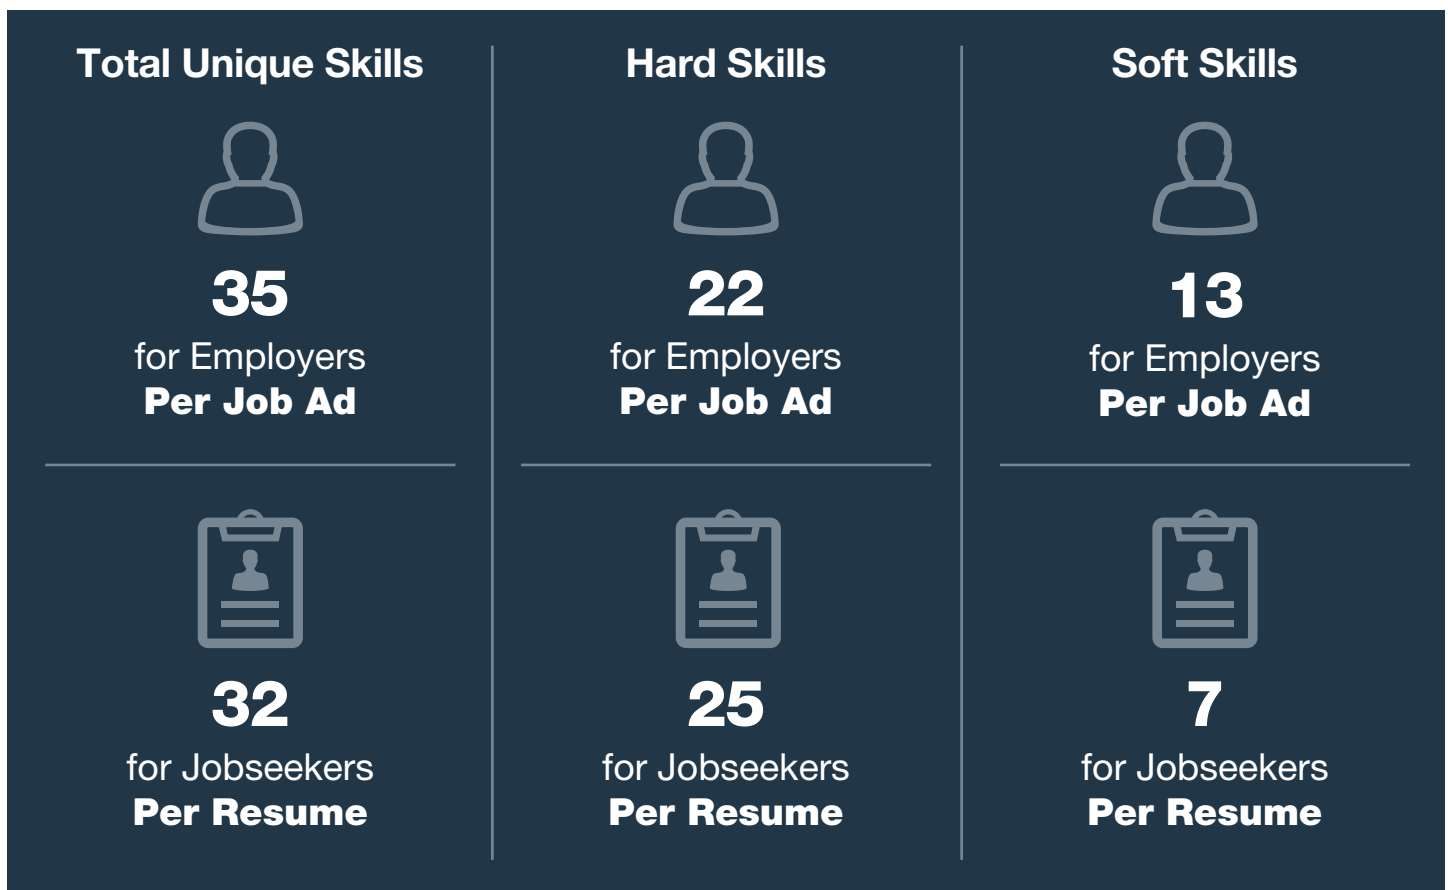 Total Unique Skills
35
for Employers
Per Job Ad
32
for Jobseekers
Per Resume
Hard Skills
22
for Employers
Per Job Ad
25
for Jobseekers
Per Resume
Soft Skills
13
for Employers
Per Job Ad
7
for Jobseekers
Per Resume